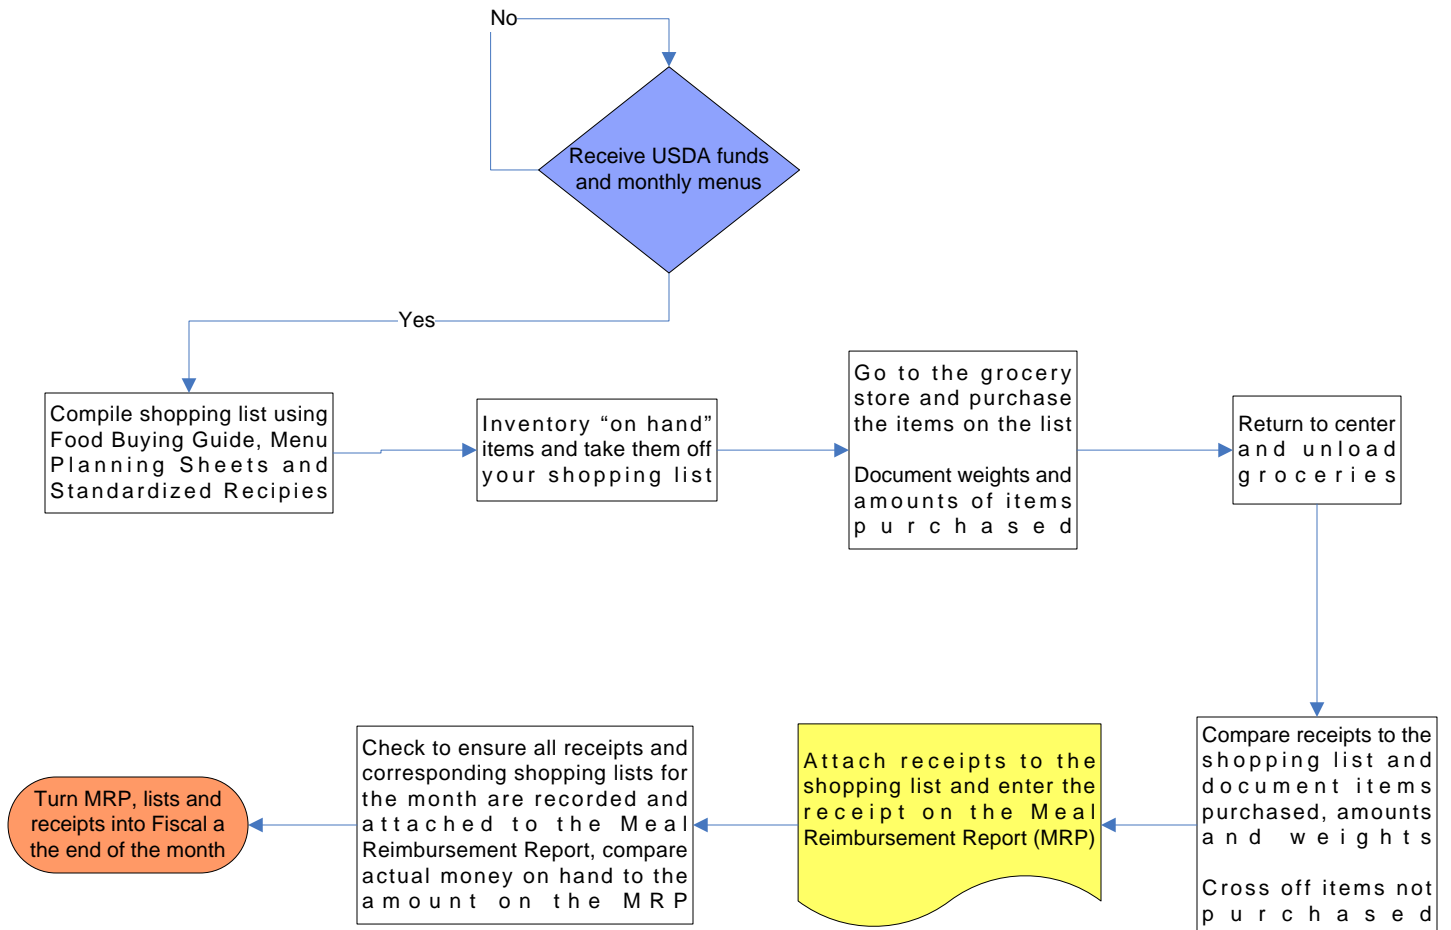 No
Receive USDA funds
and monthly menus
Yes
Compile shopping list using
Food Buying Guide, Menu
Planning Sheets and
Standardized Recipies
Inventory “on hand”
items and take them off
your shopping list
Go to the grocery
store and purchase
the items on the list
Document weights and
amounts of items
purchased
Return to center
and unload
groceries
Compare receipts to the
shopping list and
document items
purchased, amounts
and weights
Cross off items not
purchased
Attach receipts to the
shopping list and enter the
receipt on the Meal
Reimbursement Report (MRP)
Check to ensure all receipts and
corresponding shopping lists for
the month are recorded and
attached to the Meal
Reimbursement Report, compare
actual money on hand to the
amount on the MRP
Turn MRP, lists and
receipts into Fiscal a
the end of the month